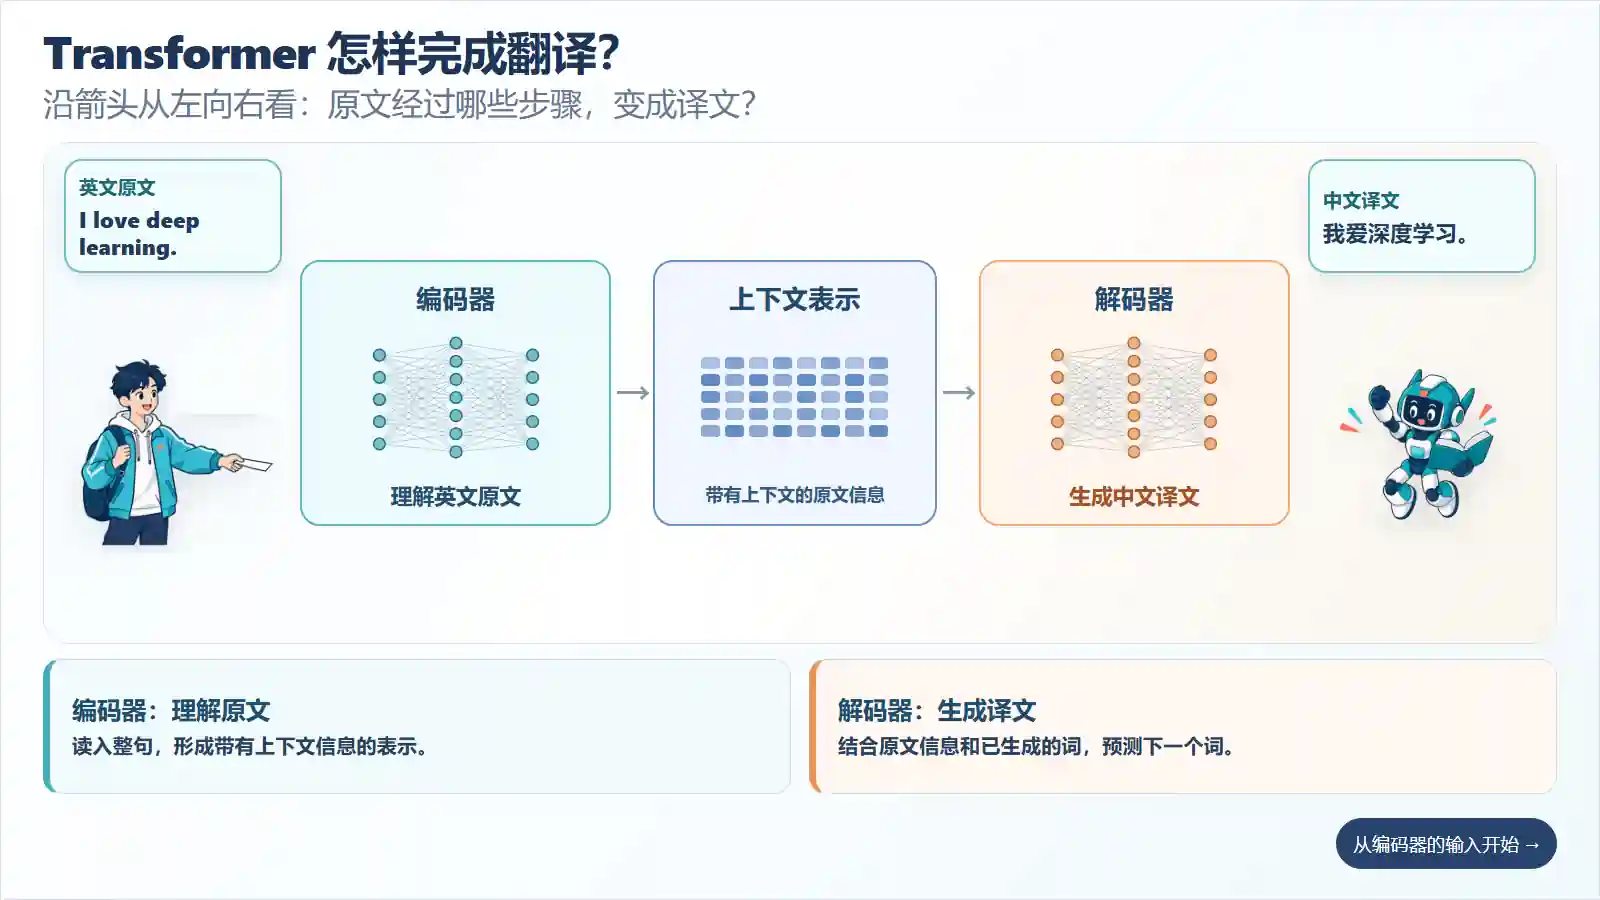 Transformer 怎样完成翻译？
沿箭头从左向右看：原文经过哪些步骤，变成译文？
英文原文
I love deep
learning.
中文译文
我爱深度学习。
编码器
理解英文原文
上下文表示
带有上下文的原文信息
解码器
生成中文译文
编码器：理解原文
读入整句，形成带有上下文信息的表示。
解码器：生成译文
结合原文信息和已生成的词，预测下一个词。
从编码器的输入开始 →